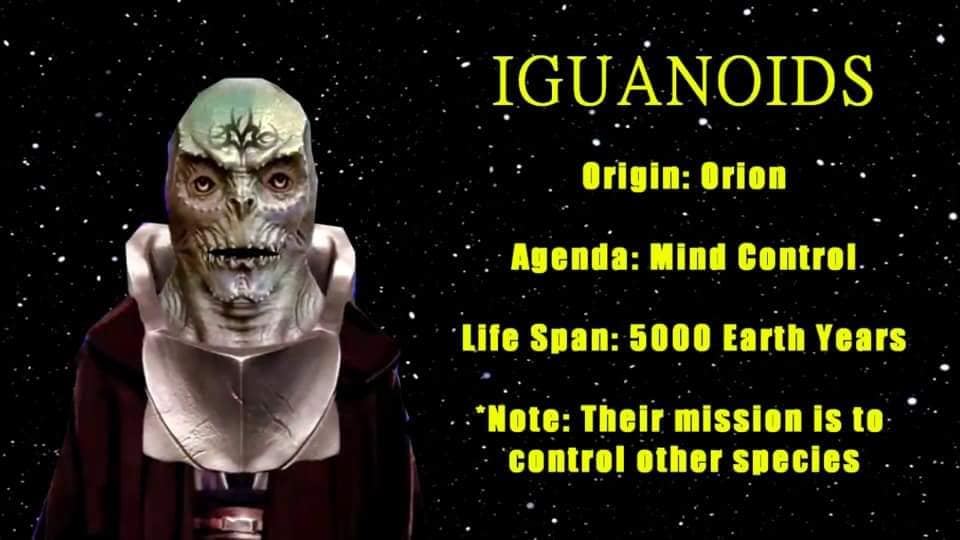 IGUANOIDS
Origin: Orion
Agenda: Mind Control
Life Span: 5000 Earth Years
*Note: Their mission is to
control other species